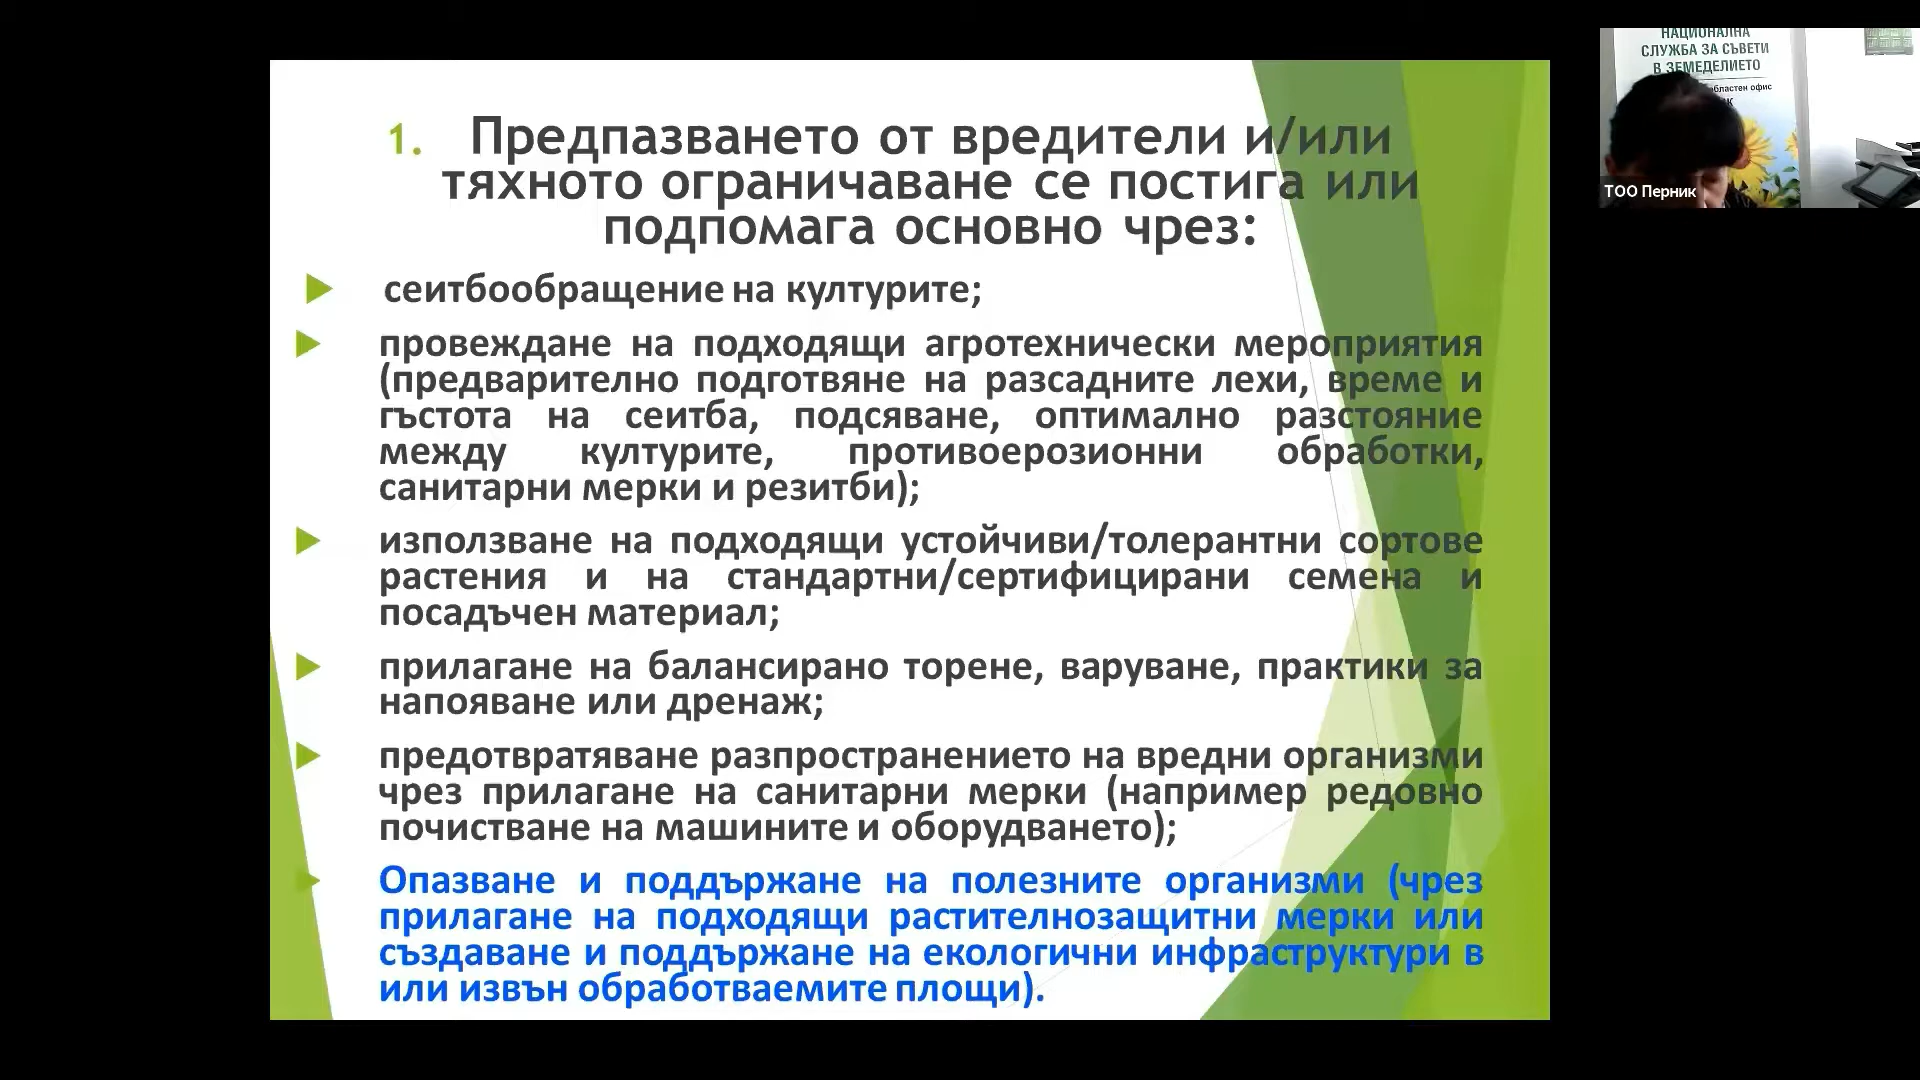 1. Предпазването от вредители и/или
тяхното ограничаване се постига или
подпомага основно чрез:
сеитбообращение на културите;
провеждане на подходящи агротехнически мероприятия
(предварително подготвяне на разсадните лехи, време и
гъстота на сеитба, подсяване, оптимално разстояние
между културите, противоерозионни обработки,
санитарни мерки и резитби);
използване на подходящи устойчиви/толерантни сортове
растения и на стандартни/сертифицирани семена и
посадъчен материал;
прилагане на балансирано торене, варуване, практики за
напояване или дренаж;
предотвратяване разпространението на вредни организми
чрез прилагане на санитарни мерки (например редовно
почистване на машините и оборудването);
Опазване и поддържане на полезните организми (чрез
прилагане на подходящи растителнозащитни мерки или
създаване и поддържане на екологични инфраструктури в
или извън обработваемите площи).
НАЦИОНАЛНА
СЛУЖБА ЗА СЪВЕТИ
В ЗЕМЕДЕЛИЕТО
офис
ТОО Перник